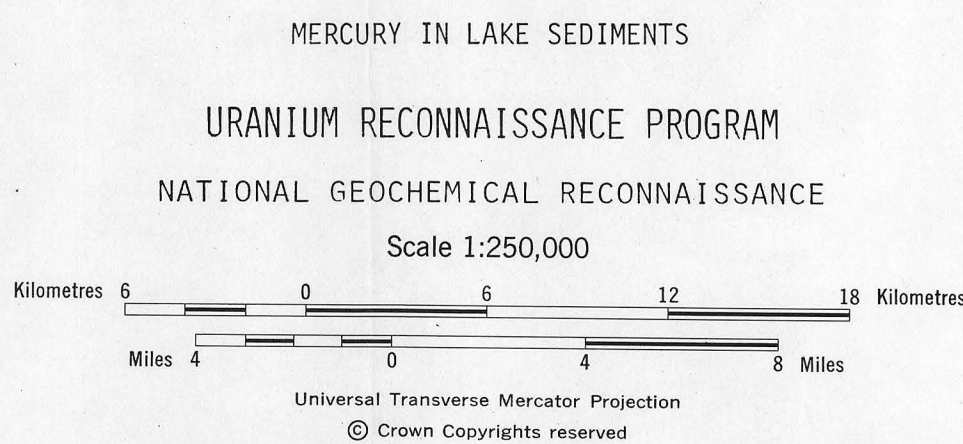 MERCURY IN LAKE SEDIMENTS
URANIUM RECONNAISSANCE PROGRAM
NATIONAL GEOCHEMICAL RECONNAISSANCE
Scale 1:250,000
Kilometres 6 0 6 12 18 Kilometres
Miles 4 0 4 8 Miles
Universal Transverse Mercator Projection
© Crown Copyrights reserved